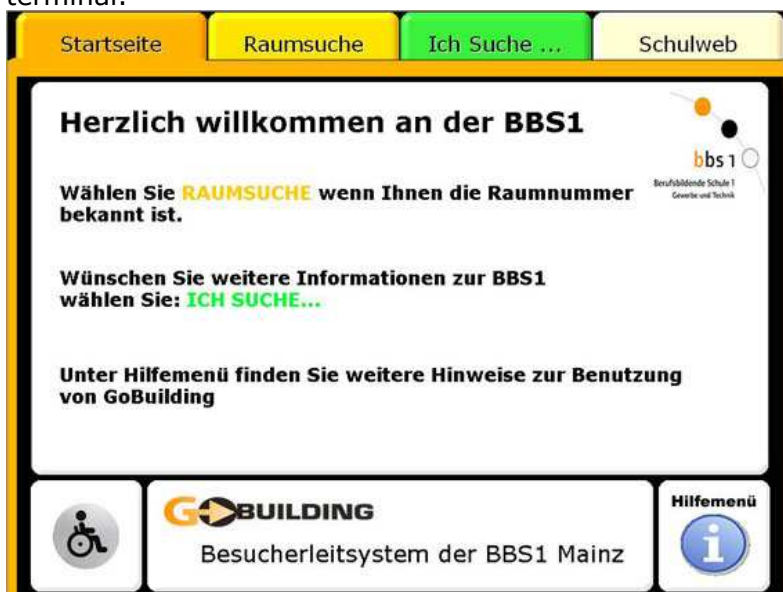 terminal.
Startseite Raumsuche Ich Suche ... Schulweb
Herzlich willkommen an der BBS1
bbs 1
Berufsbildende Schule 1
Gewerbe und Technik
Wählen Sie RAUMSUCHE wenn Ihnen die Raumnummer
bekannt ist.
Wünschen Sie weitere Informationen zur BBS1
wählen Sie: ICH SUCHE...
Unter Hilfemenü finden Sie weitere Hinweise zur Benutzung
von GoBuilding
GOBUILDING
Besucherleitsystem der BBS1 Mainz
Hilfemenü
i